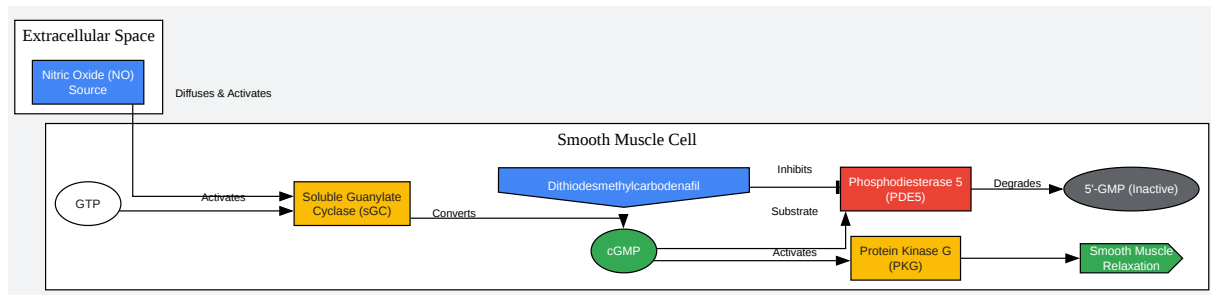 Extracellular Space
Nitric Oxide (NO)
Source
Diffuses & Activates
Smooth Muscle Cell
GTP
Activates
Soluble Guanylate
Cyclase (sGC)
Converts
Dithiodesmethylcarbodenafil
Inhibits
Phosphodiesterase 5
(PDE5)
Degrades
5'-GMP (Inactive)
Substrate
cGMP
Activates
Protein Kinase G
(PKG)
Smooth Muscle
Relaxation